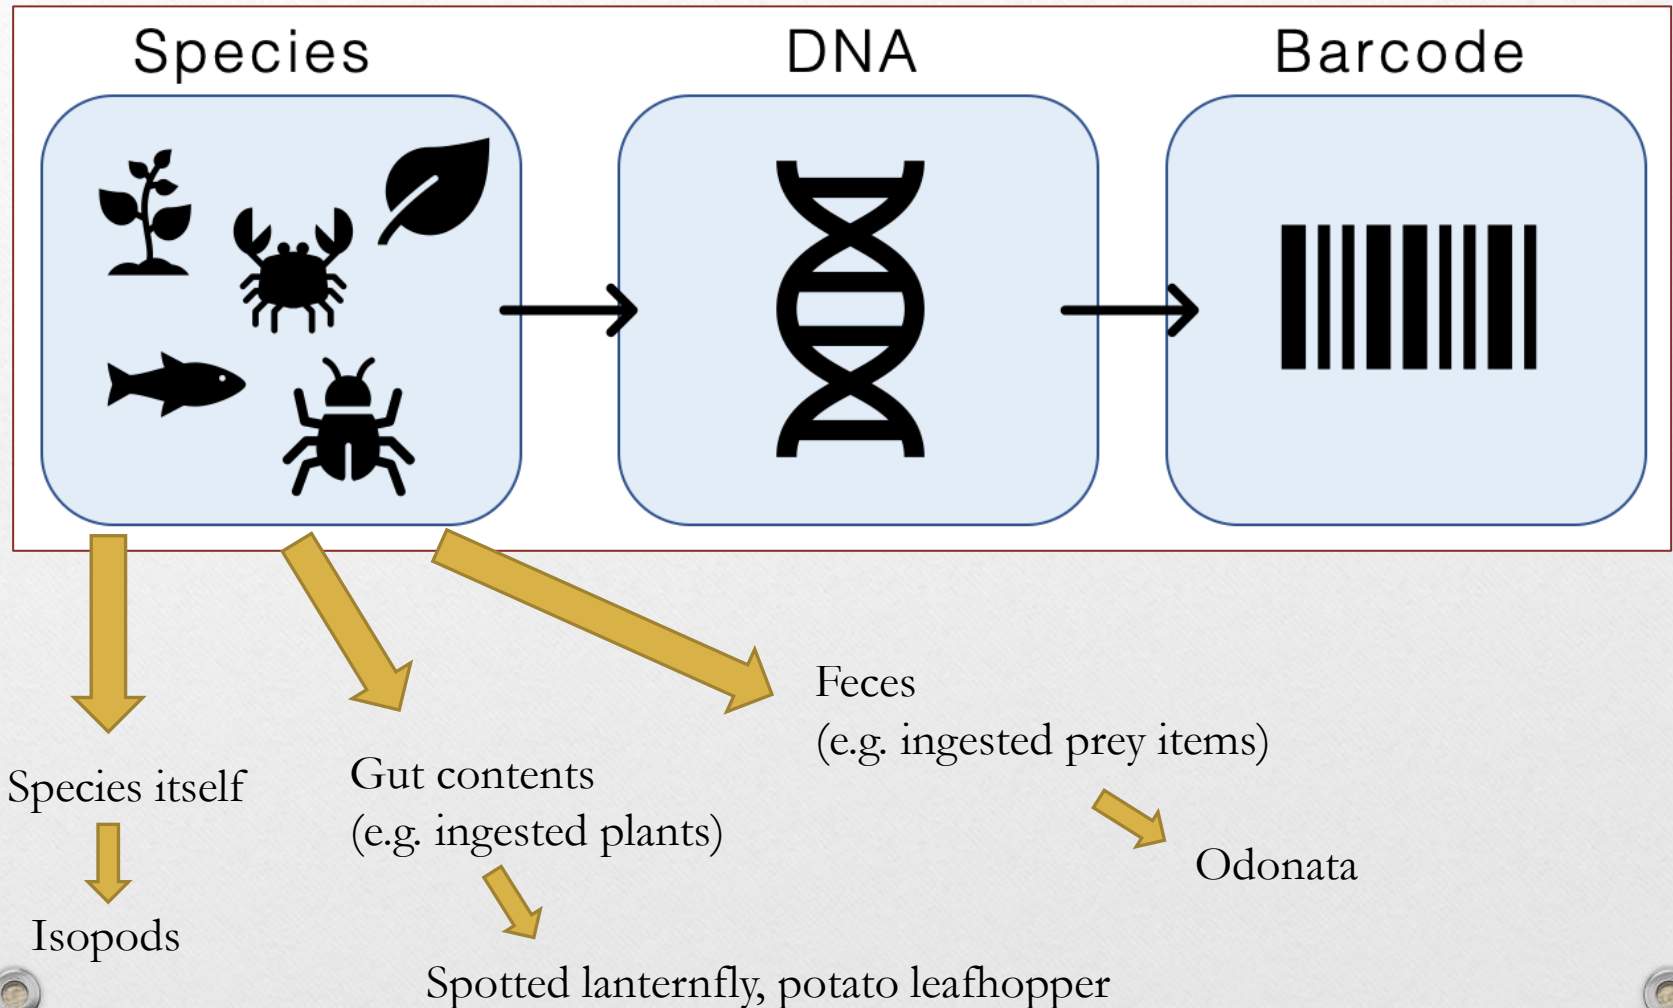 Species
DNA
Barcode
Species itself
Isopods
Gut contents
(e.g. ingested plants)
Spotted lanternfly, potato leafhopper
Feces
(e.g. ingested prey items)
Odonata